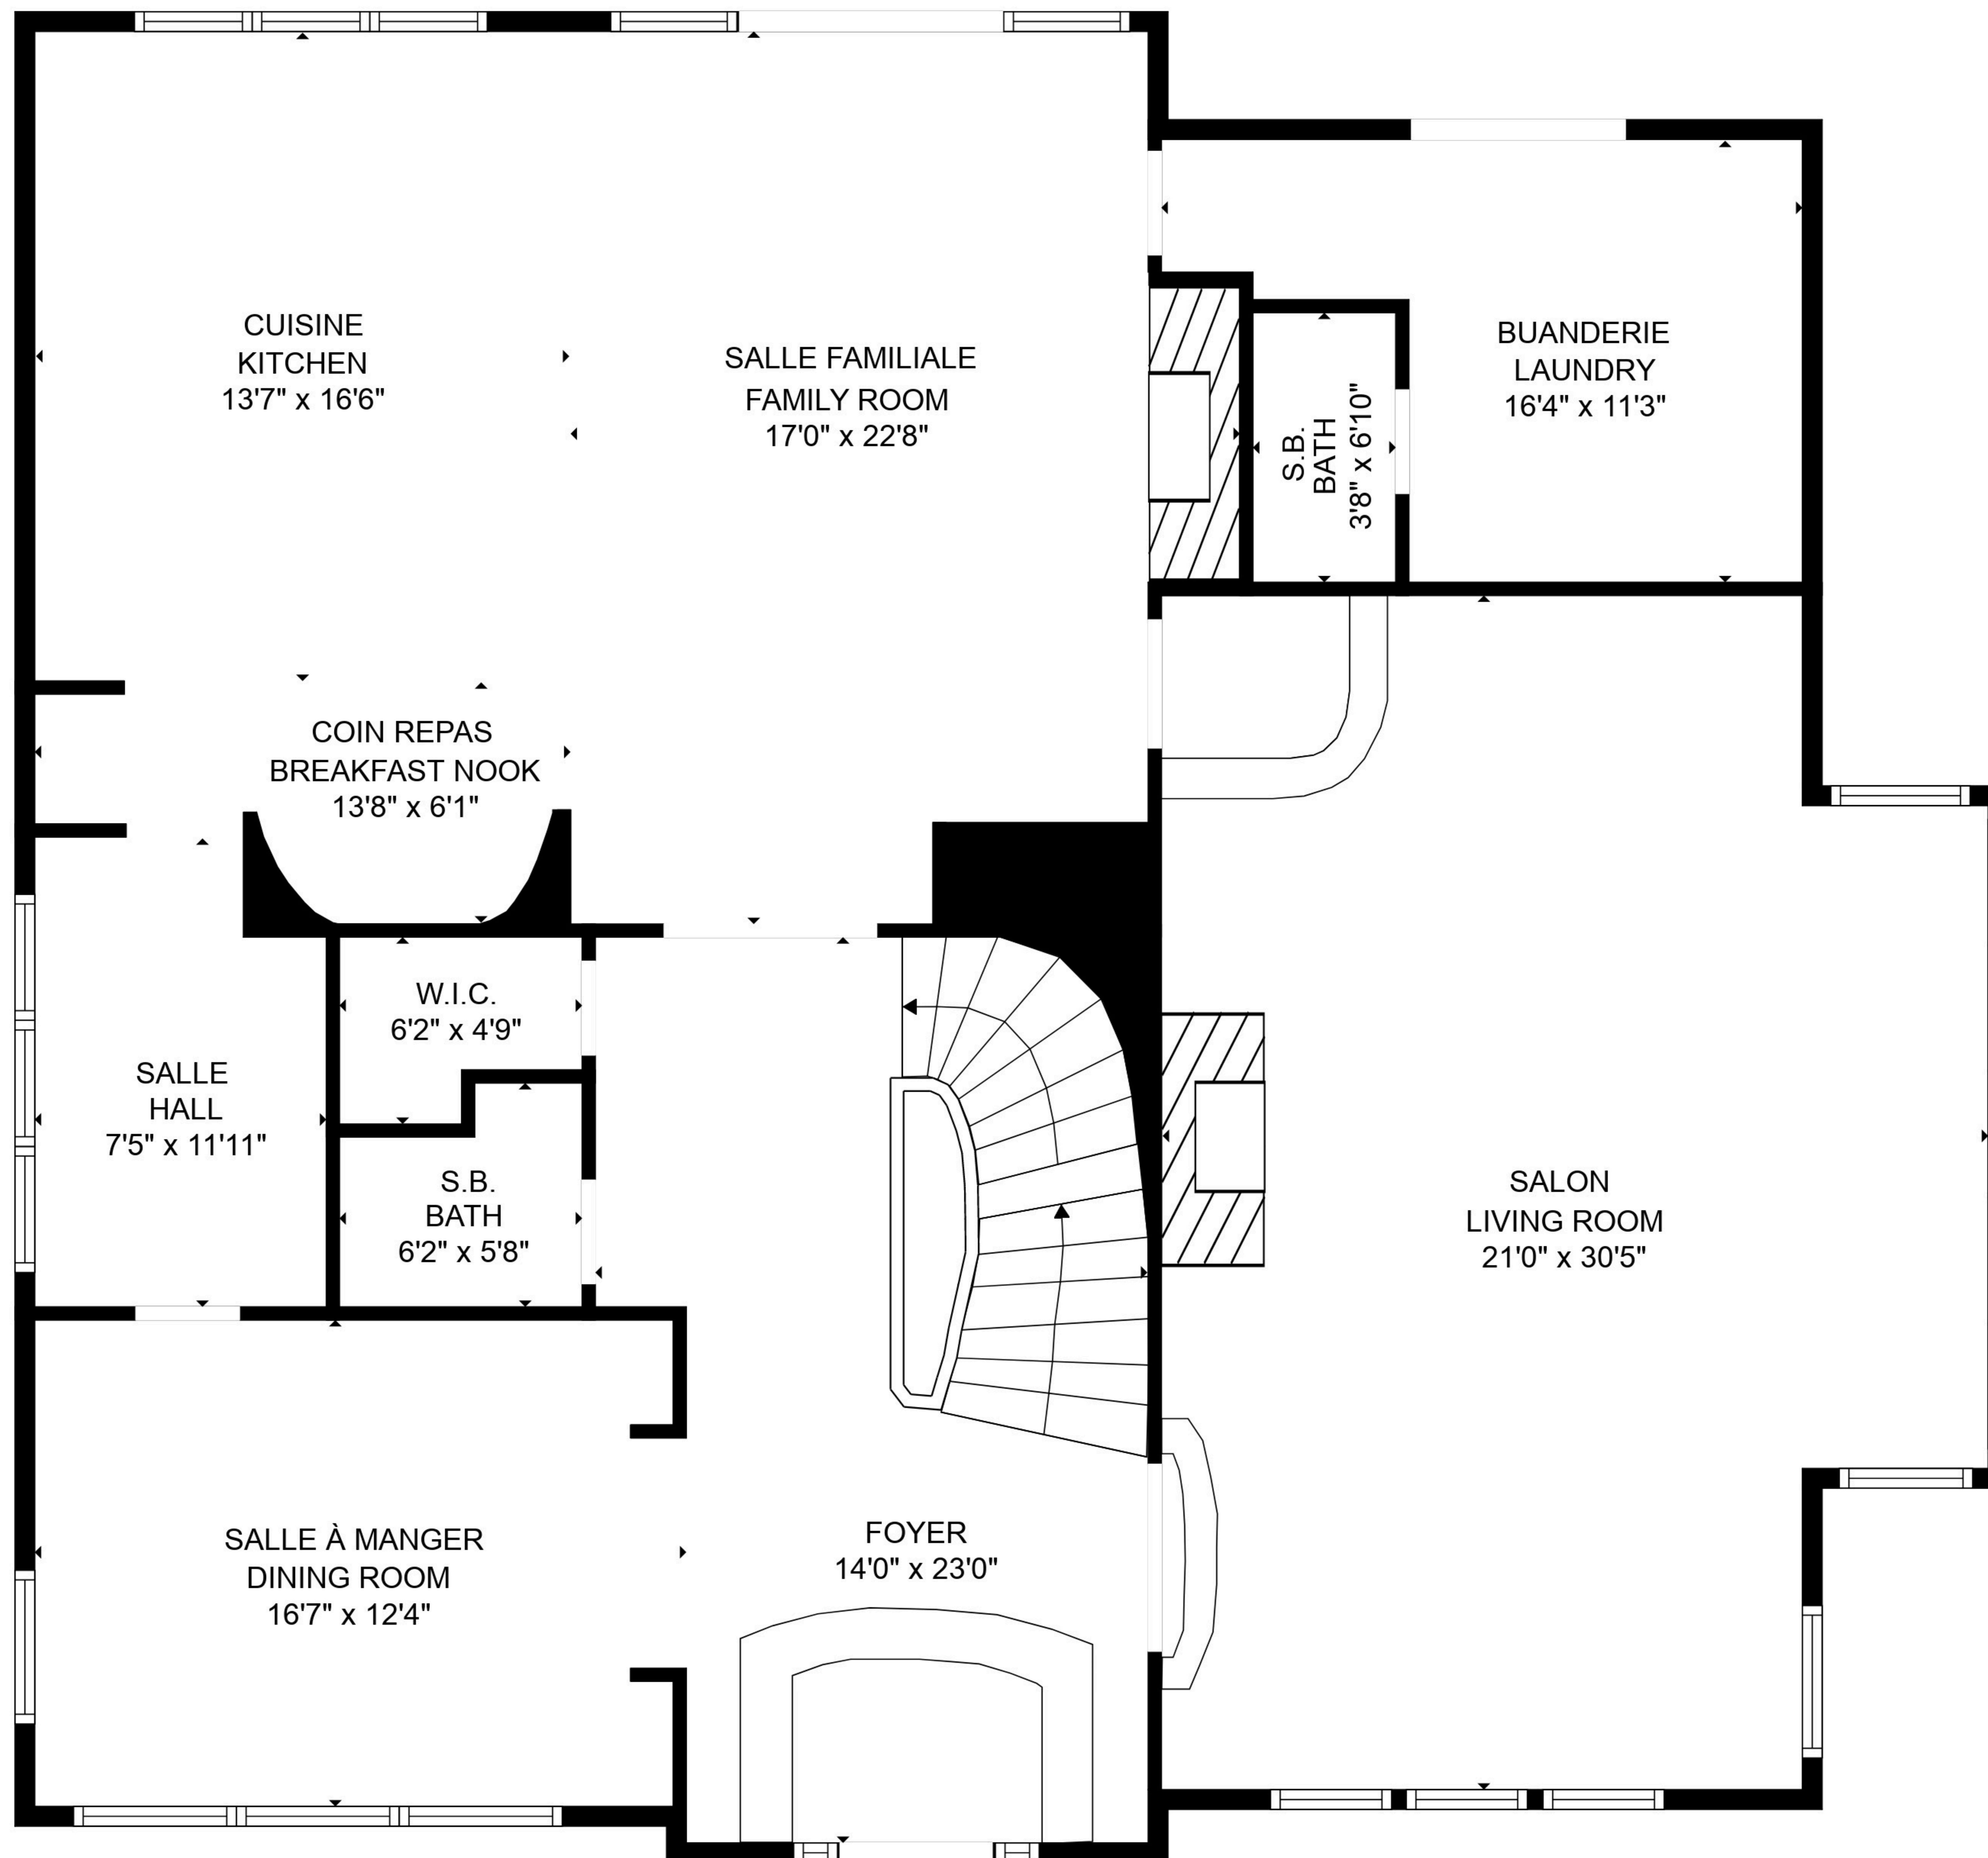 CUISINE
KITCHEN
13'7" x 16'6"
SALLE FAMILIALE
FAMILY ROOM
17'0" x 22'8"
S.B.
BATH
3'8" x 6'10"
BUANDERIE
LAUNDRY
16'4" x 11'3"
COIN REPAS
BREAKFAST NOOK
13'8" x 6'1"
W.I.C.
6'2" x 4'9"
SALLE
HALL
7'5" x 11'11"
S.B.
BATH
6'2" x 5'8"
SALON
LIVING ROOM
21'0" x 30'5"
SALLE À MANGER
DINING ROOM
16'7" x 12'4"
FOYER
14'0" x 23'0"